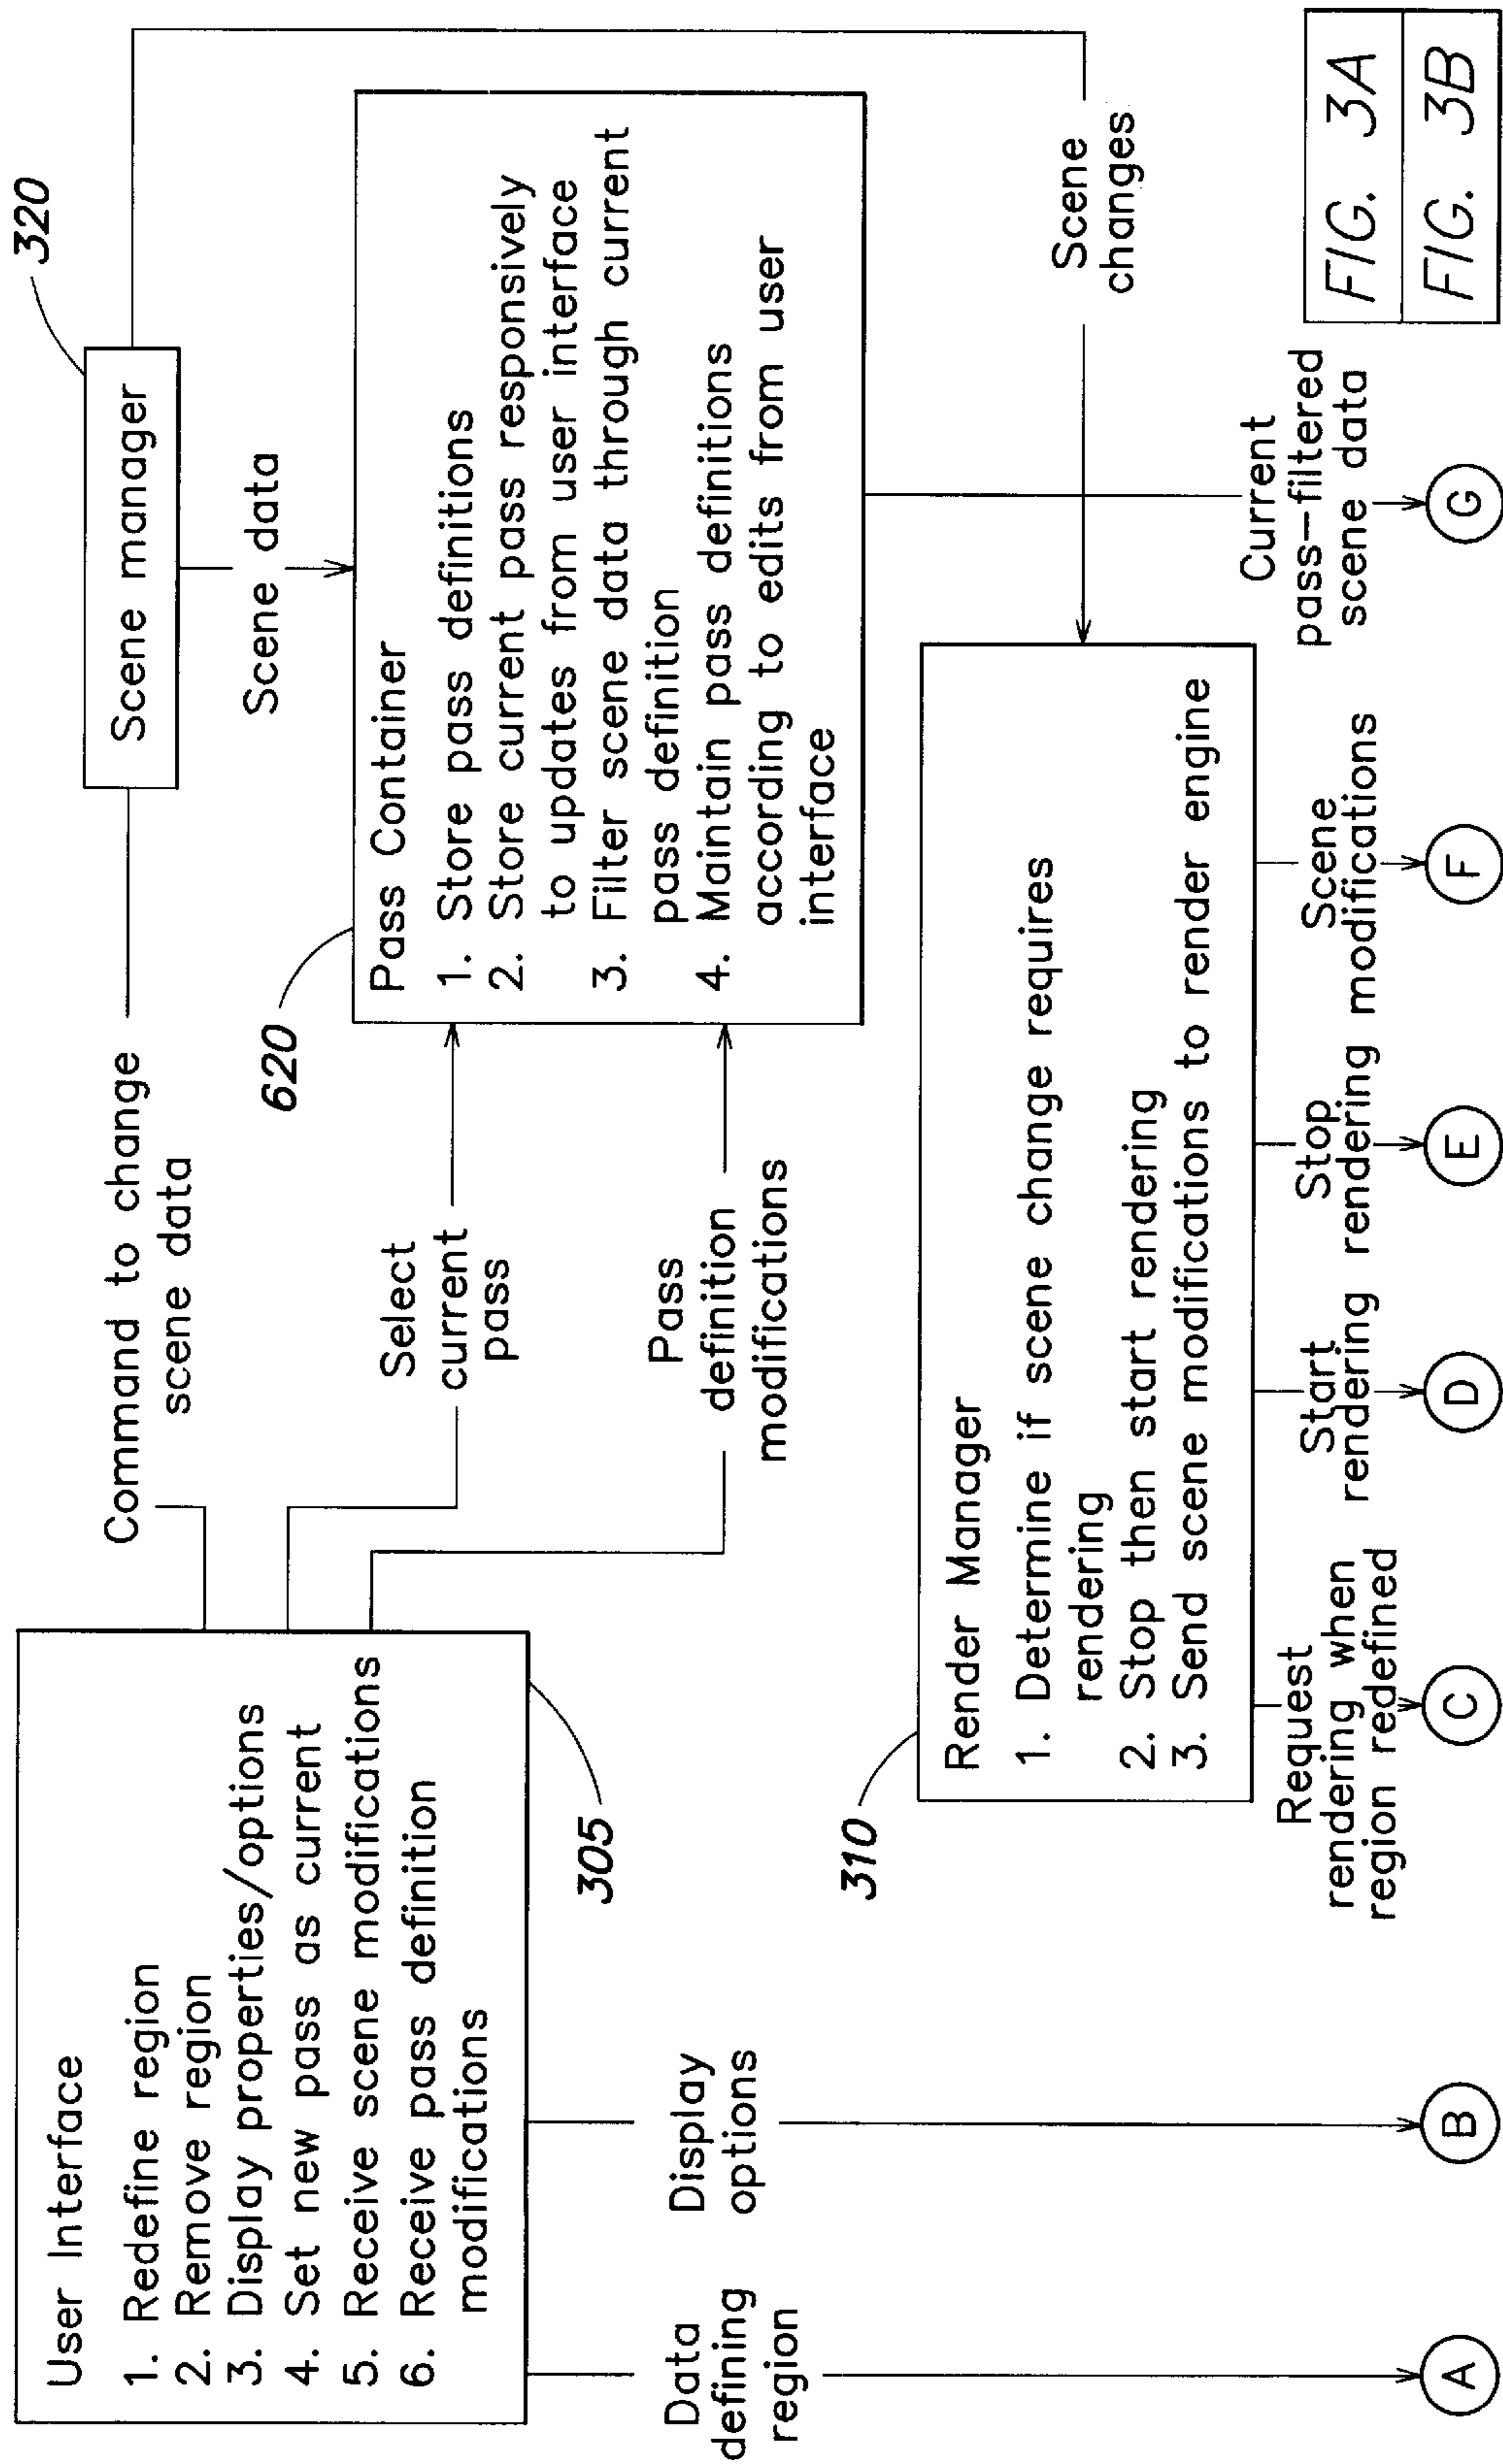 User Interface
1. Redefine region
2. Remove region
3. Display properties/options
4. Set new pass as current
5. Receive scene modifications
6. Receive pass definition
modifications
305
Command to change
scene data
Scene manager
320
Scene data
Select
current
pass
Pass
definition
modifications
620
Pass Container
1. Store pass definitions
2. Store current pass responsively
to updates from user interface
3. Filter scene data through current
pass definition
4. Maintain pass definitions
according to edits from user
interface
Scene
changes
310
Render Manager
1. Determine if scene change requires
rendering
2. Stop then start rendering
3. Send scene modifications to render engine
Data
defining
region
Display
options
Request
rendering when
region redefined
Start
rendering
Stop
rendering
Scene
modifications
Current
pass-filtered
scene data
A
B
C
D
E
F
G
FIG. 3A
FIG. 3B